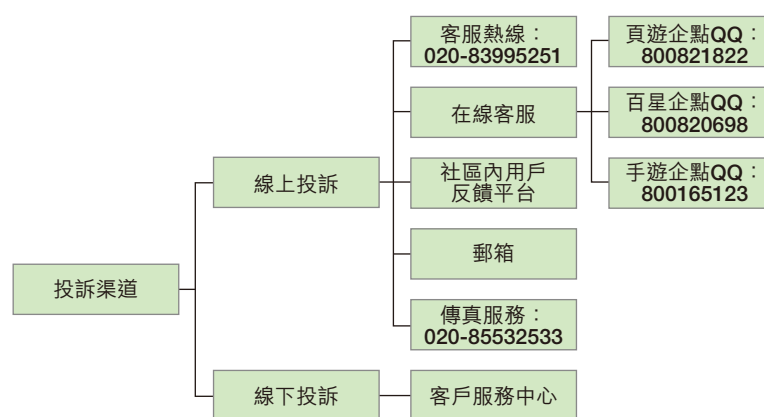 投訴渠道
線上投訴
客服熱線：
020-83995251
在線客服
頁遊企點QQ：
800821822
百星企點QQ：
800820698
手遊企點QQ：
800165123
社區內用戶
反饋平台
郵箱
傳真服務：
020-85532533
線下投訴
客戶服務中心